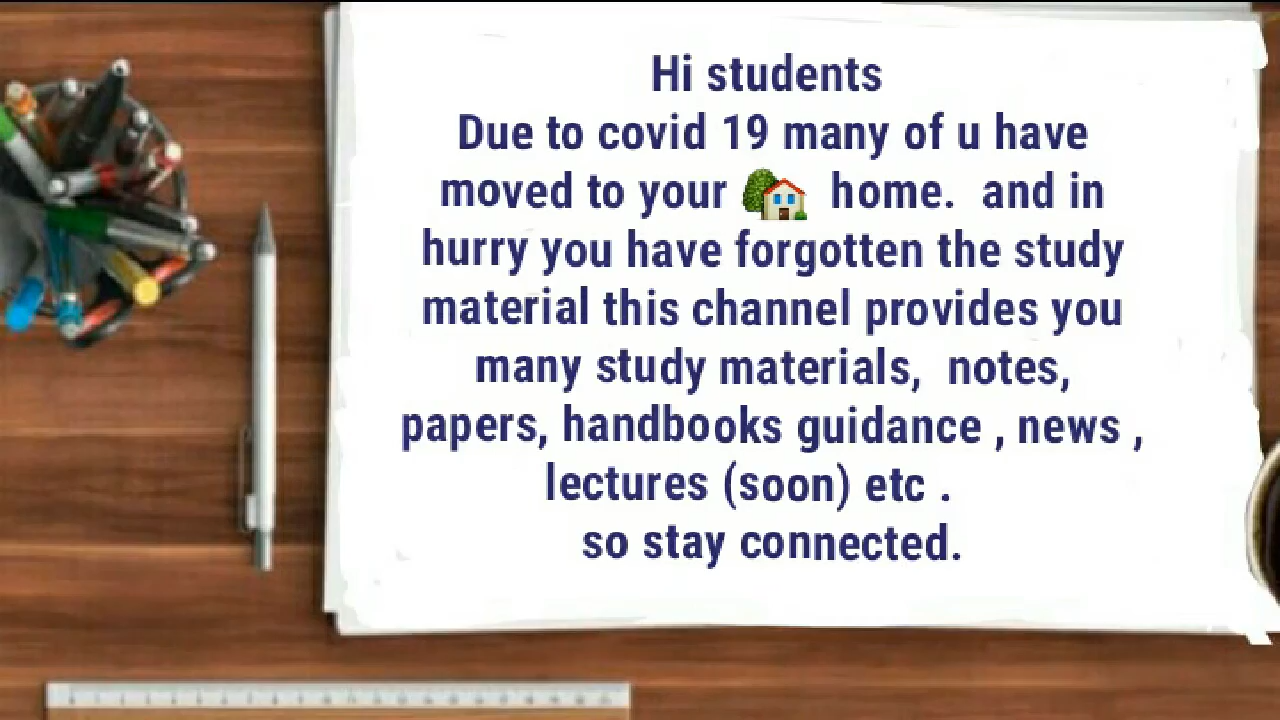 Hi students
Due to covid 19 many of u have
moved to your 🏡 home. and in
hurry you have forgotten the study
material this channel provides you
many study materials, notes,
papers, handbooks guidance , news ,
lectures (soon) etc .
so stay connected.